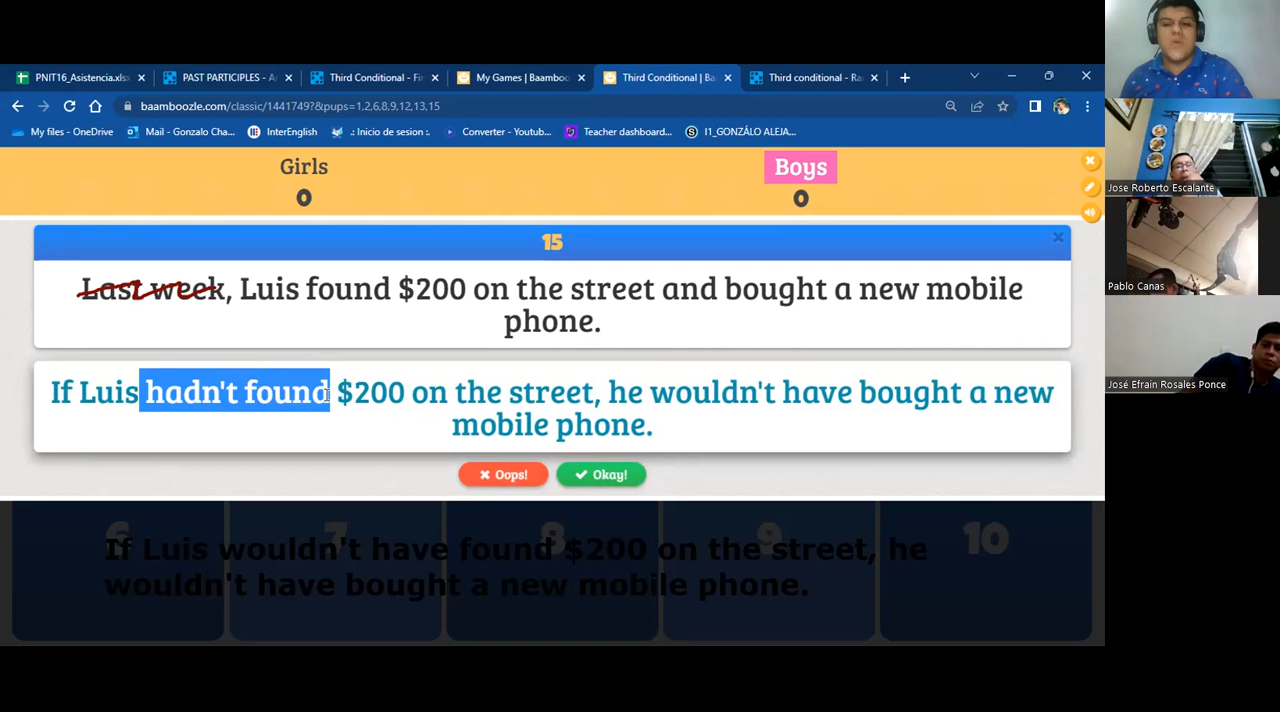 PNIT16_Asistencia.xlsx
PAST PARTICIPLES - A
Third Conditional - Fi
My Games | Baamboo
Third Conditional | Ba
Third conditional - Ra
baamboozle.com/classic/1441749?&pups=1,2,6,8,9,12,13,15
My files - OneDrive
Mail - Gonzalo Cha...
InterEnglish
.: Inicio de sesion :.
Converter - Youtub...
Teacher dashboard...
I1_GONZÁLO ALEJA...
Girls
Boys
0
0
15
Last week, Luis found $200 on the street and bought a new mobile
phone.
If Luis hadn't found $200 on the street, he wouldn't have bought a new
mobile phone.
Oops!
Okay!
6 7 8 9 10
If Luis wouldn't have found $200 on the street, he
wouldn't have bought a new mobile phone.
Jose Roberto Escalante
Pablo Canas
José Efrain Rosales Ponce